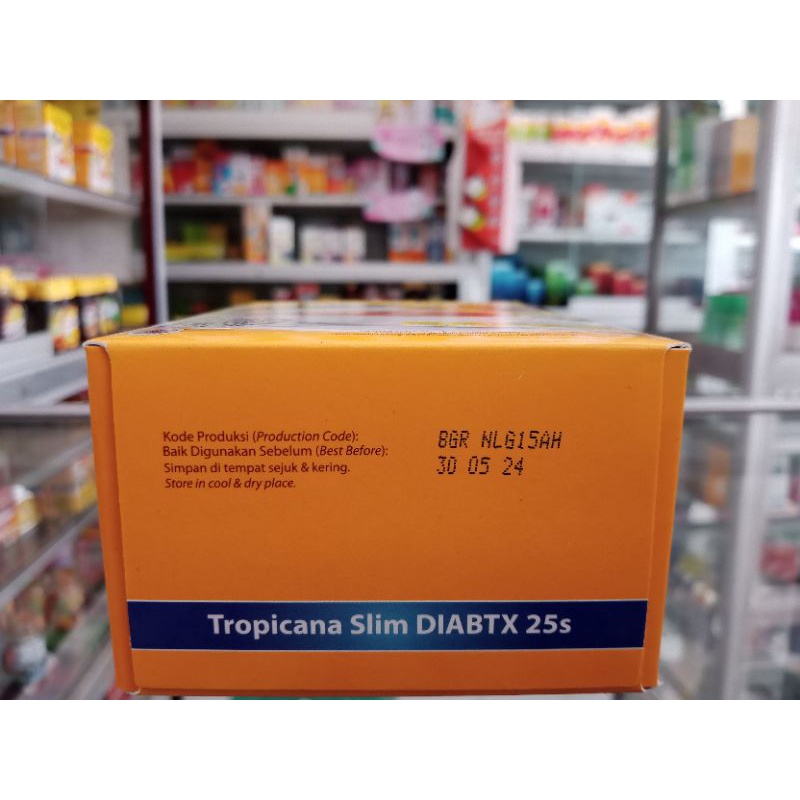 Kode Produksi (Production Code):
8GR NLG15AH
Baik Digunakan Sebelum (Best Before):
30 05 24
Simpan di tempat sejuk & kering.
Store in cool & dry place.
Tropicana Slim DIABTX 25s